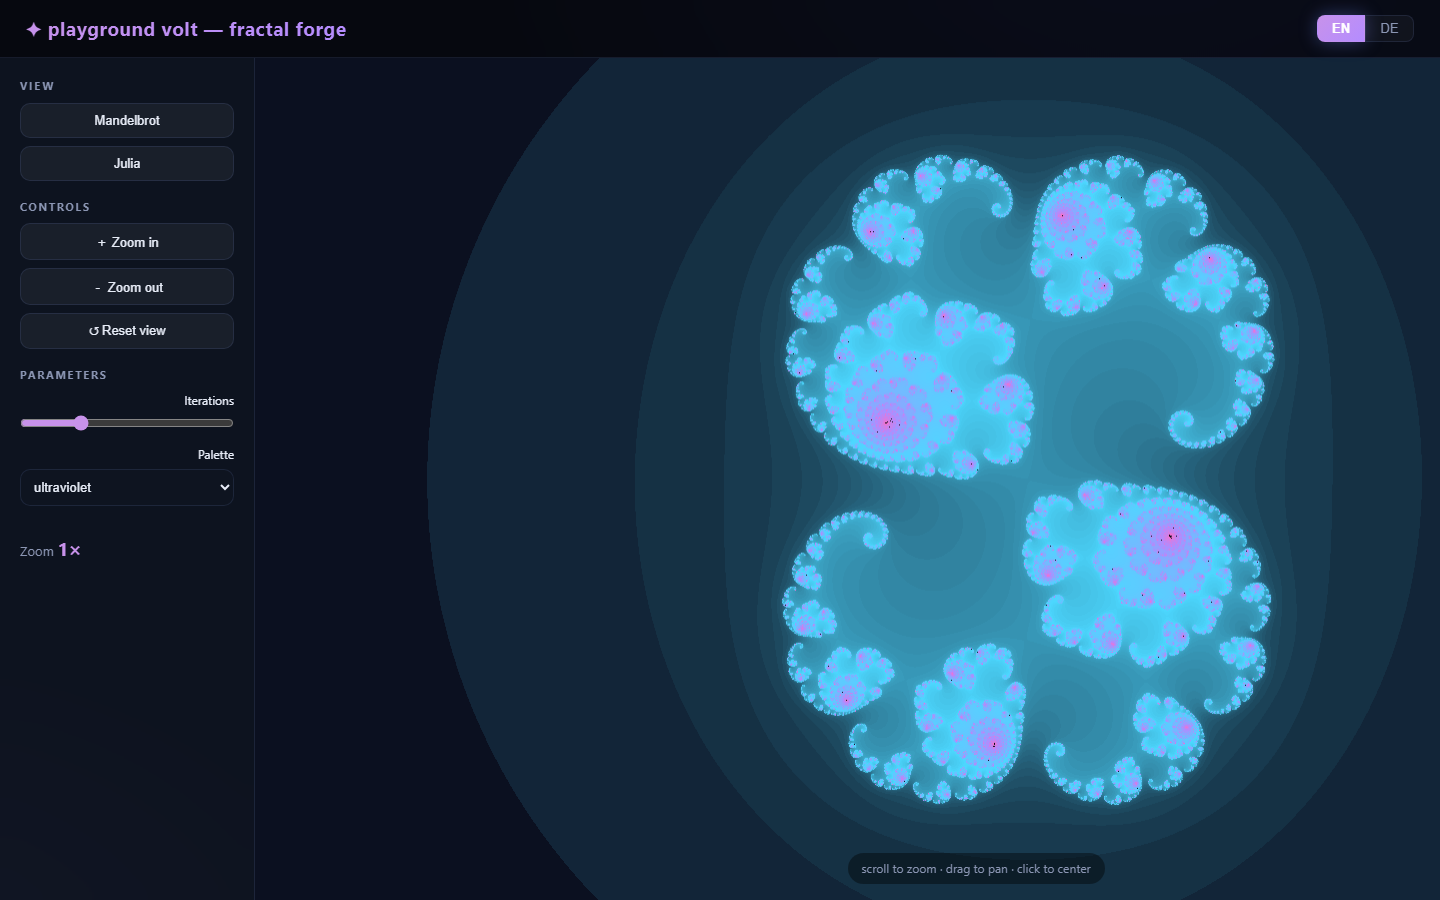 ✦ playground volt — fractal forge
EN DE
VIEW
Mandelbrot
Julia
CONTROLS
+ Zoom in
- Zoom out
↺ Reset view
PARAMETERS
Iterations
Palette
ultraviolet
Zoom 1×
scroll to zoom · drag to pan · click to center